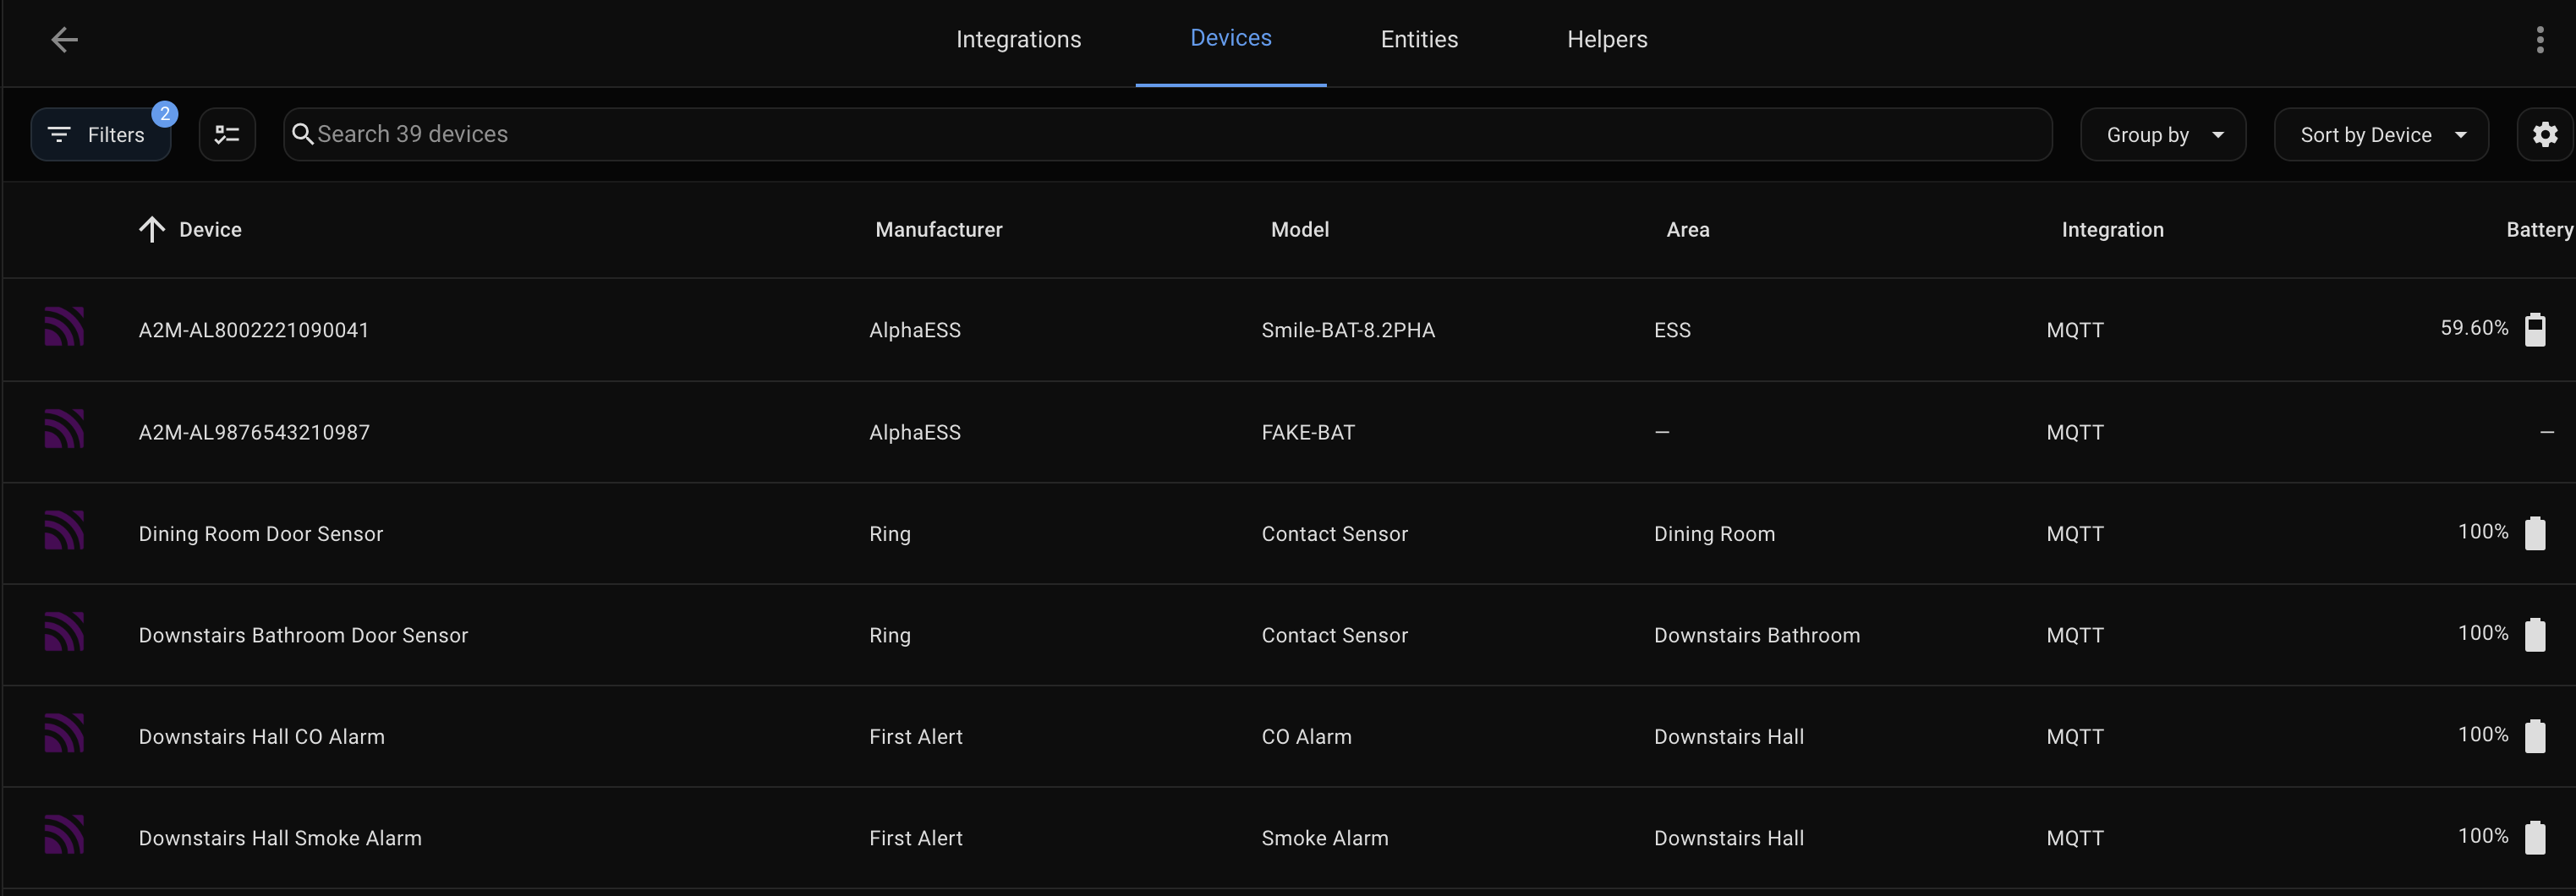 Integrations Devices Entities Helpers
Filters 2 Search 39 devices Group by Sort by Device
Device Manufacturer Model Area Integration Battery
A2M-AL8002221090041 AlphaESS Smile-BAT-8.2PHA ESS MQTT 59.60%
A2M-AL9876543210987 AlphaESS FAKE-BAT — MQTT —
Dining Room Door Sensor Ring Contact Sensor Dining Room MQTT 100%
Downstairs Bathroom Door Sensor Ring Contact Sensor Downstairs Bathroom MQTT 100%
Downstairs Hall CO Alarm First Alert CO Alarm Downstairs Hall MQTT 100%
Downstairs Hall Smoke Alarm First Alert Smoke Alarm Downstairs Hall MQTT 100%